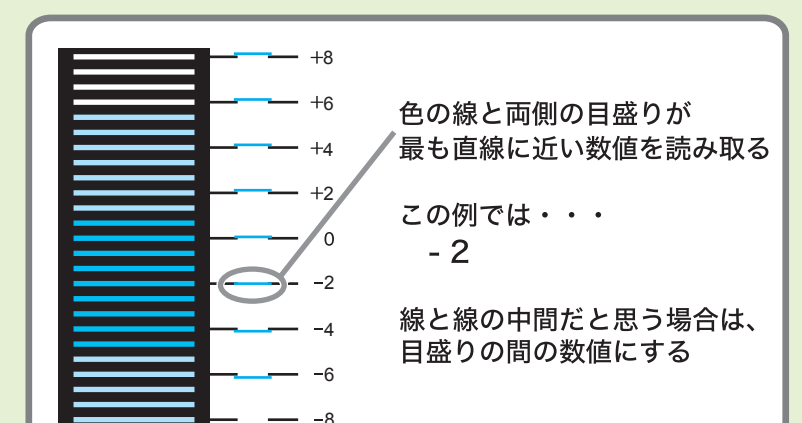 +8
+6
+4
+2
0
−2
−4
−6
−8
色の線と両側の目盛りが
最も直線に近い数値を読み取る
この例では・・・
- 2
線と線の中間だと思う場合は、
目盛りの間の数値にする